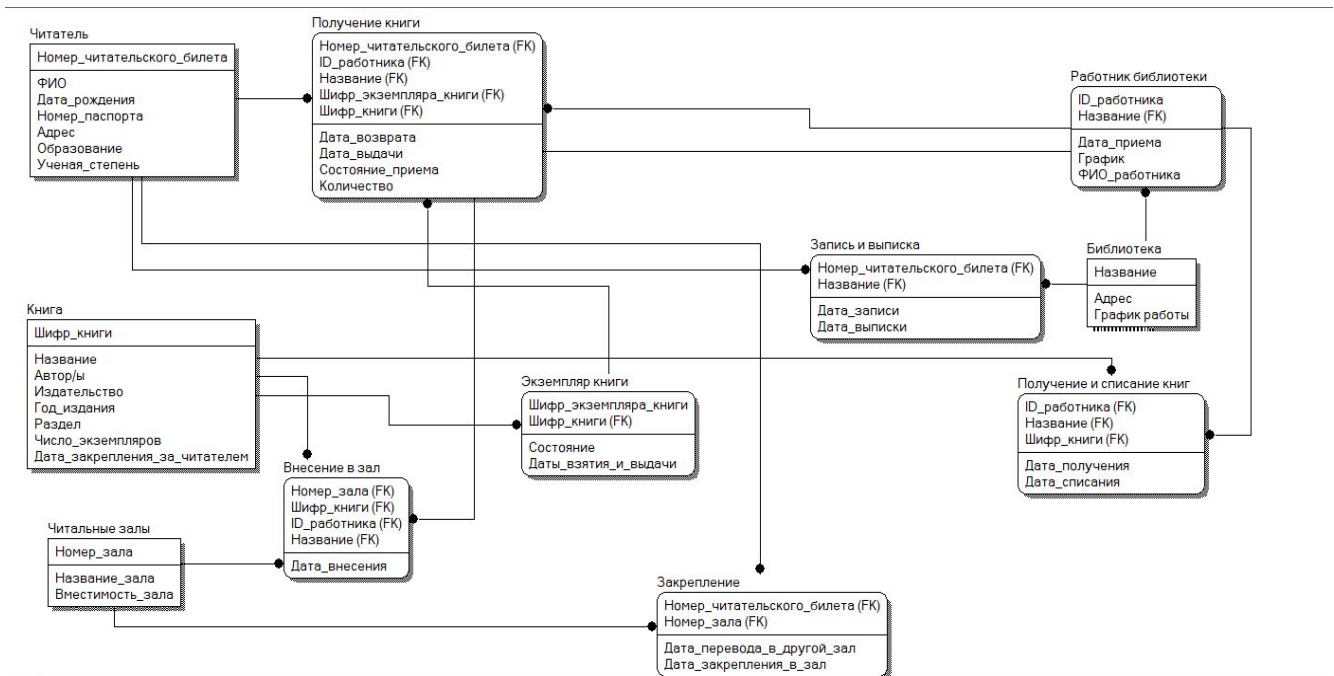 Читатель
Номер_читательского_билета
ФИО
Дата_рождения
Номер_паспорта
Адрес
Образование
Ученая_степень
Получение книги
Номер_читательского_билета (FK)
ID_работника (FK)
Название (FK)
Шифр_экземпляра_книги (FK)
Шифр_книги (FK)
Дата_возврата
Дата_выдачи
Состояние_приема
Количество
Работник библиотеки
ID_работника
Название (FK)
Дата_приема
График
ФИО_работника
Запись и выписка
Номер_читательского_билета (FK)
Название (FK)
Дата_записи
Дата_выписки
Библиотека
Название
Адрес
График работы
Книга
Шифр_книги
Название
Автор/ы
Издательство
Год_издания
Раздел
Число_экземпляров
Дата_закрепления_за_читателем
Экземпляр книги
Шифр_экземпляра_книги
Шифр_книги (FK)
Состояние
Даты_взятия_и_выдачи
Получение и списание книг
ID_работника (FK)
Название (FK)
Шифр_книги (FK)
Дата_получения
Дата_списания
Внесение в зал
Номер_зала (FK)
Шифр_книги (FK)
ID_работника (FK)
Название (FK)
Дата_внесения
Читальные залы
Номер_зала
Название_зала
Вместимость_зала
Закрепление
Номер_читательского_билета (FK)
Номер_зала (FK)
Дата_перевода_в_другой_зал
Дата_закрепления_в_зал